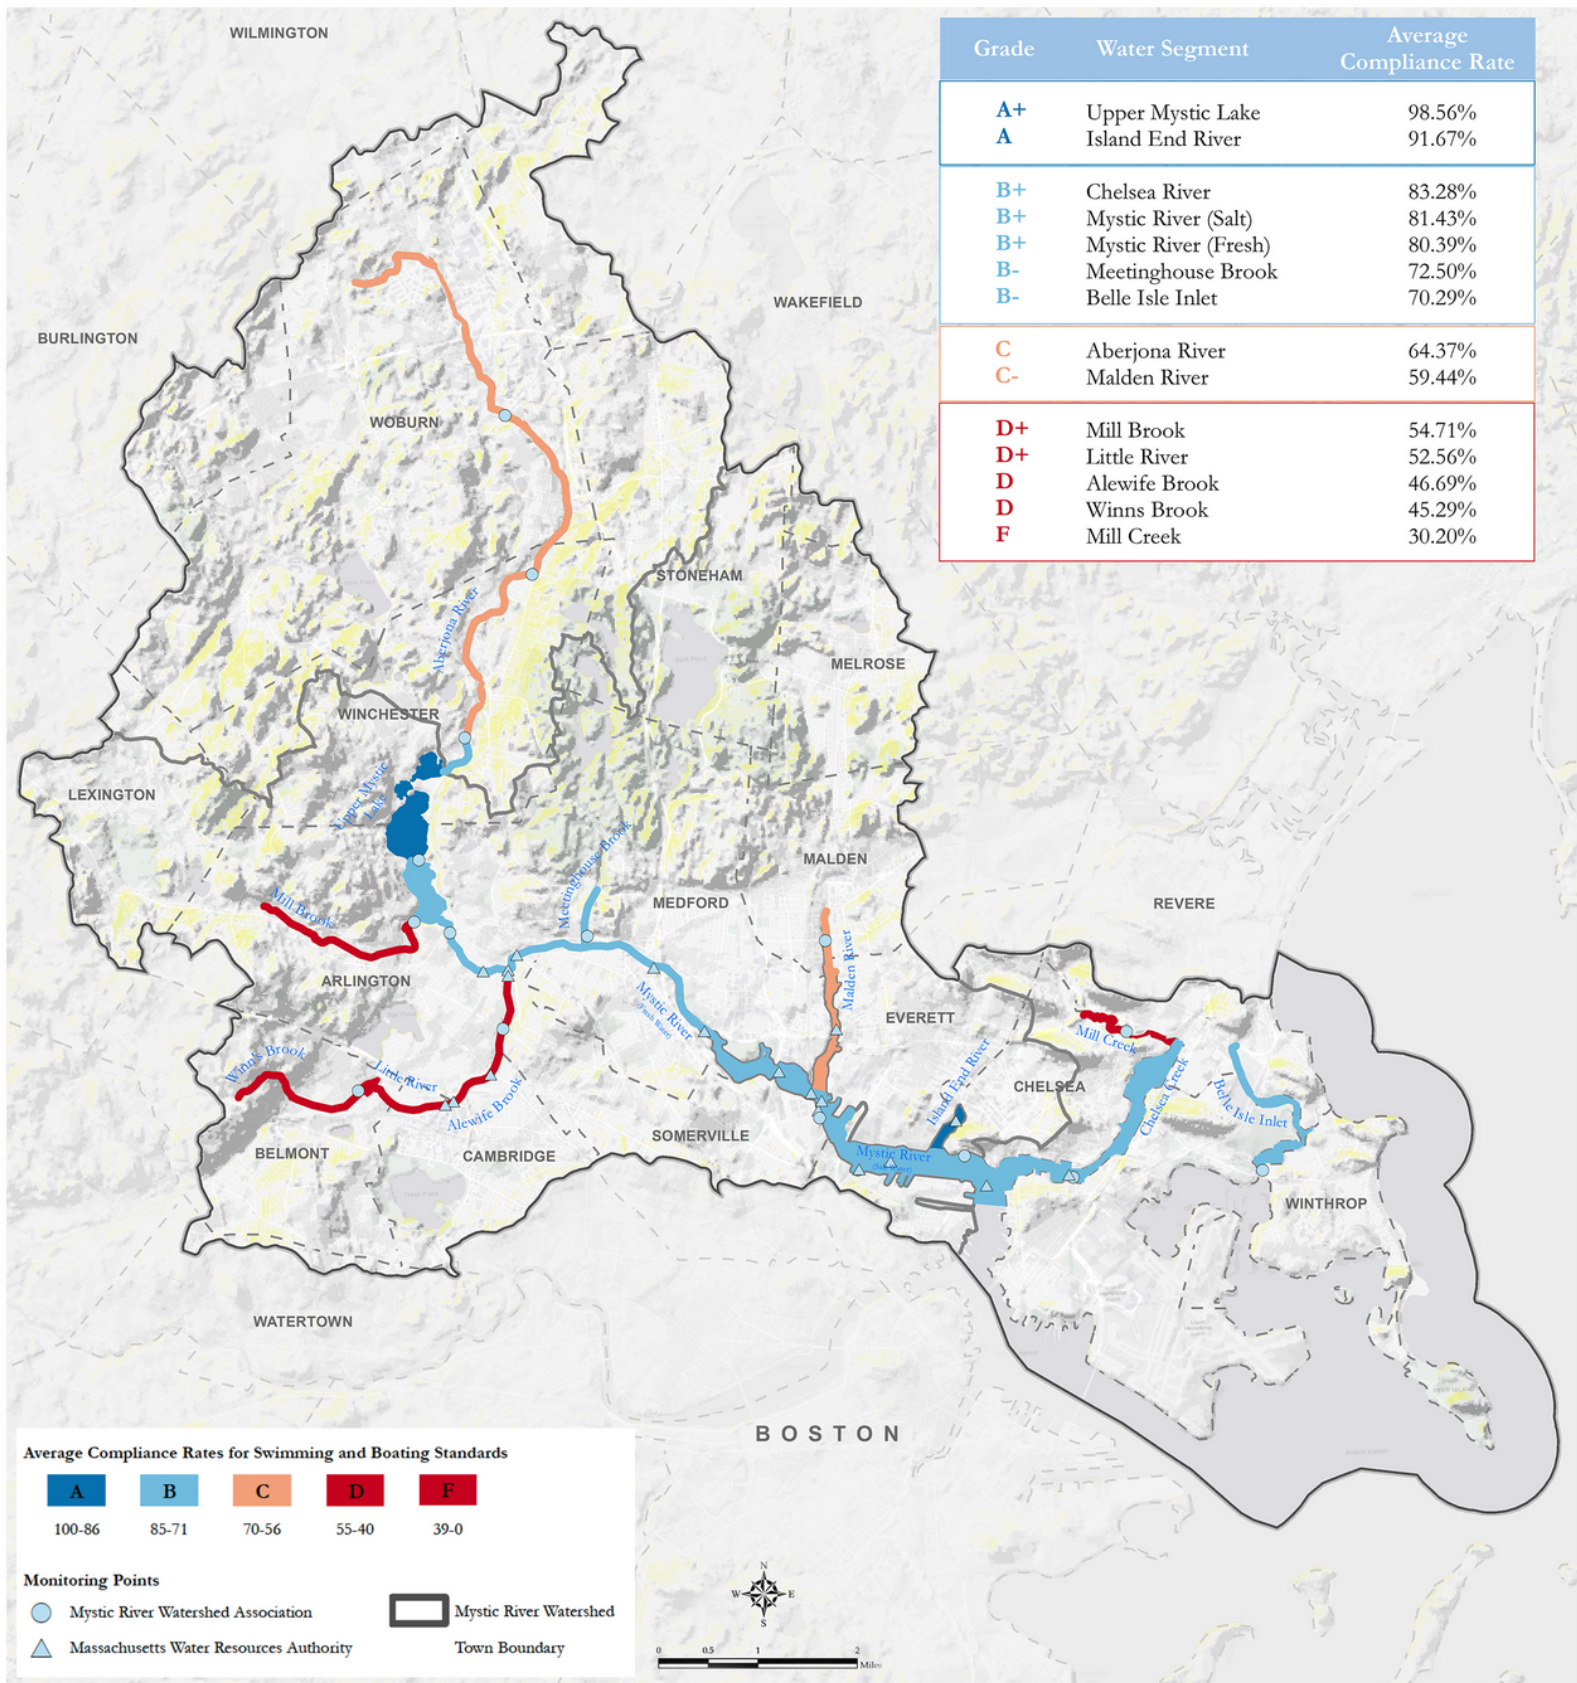 WILMINGTON
Grade Water Segment Average Compliance Rate
A+ Upper Mystic Lake 98.56%
A Island End River 91.67%
B+ Chelsea River 83.28%
B+ Mystic River (Salt) 81.43%
B+ Mystic River (Fresh) 80.39%
B- Meetinghouse Brook 72.50%
B- Belle Isle Inlet 70.29%
C Aberjona River 64.37%
C- Malden River 59.44%
D+ Mill Brook 54.71%
D+ Little River 52.56%
D Alewife Brook 46.69%
D Winns Brook 45.29%
F Mill Creek 30.20%
WAKEFIELD
BURLINGTON
WOBURN
STONEHAM
Aberjona River
MELROSE
WINCHESTER
LEXINGTON
Upper Mystic
Lake
MALDEN
Meetinghouse Brook
MEDFORD
REVERE
Mill Brook
ARLINGTON
Malden River
Mystic River
(Fresh Water)
EVERETT
Mill Creek
Winn's Brook
Little River
Alewife Brook
Island End River
CHELSEA
Chelsea Creek
Belle Isle Inlet
BELMONT
CAMBRIDGE
SOMERVILLE
Mystic River
WINTHROP
WATERTOWN
BOSTON
Average Compliance Rates for Swimming and Boating Standards
A B C D F
100-86 85-71 70-56 55-40 39-0
Monitoring Points
Mystic River Watershed Association
Mystic River Watershed
Massachusetts Water Resources Authority
Town Boundary
N
W E
S
0 0.5 1 2
Miles